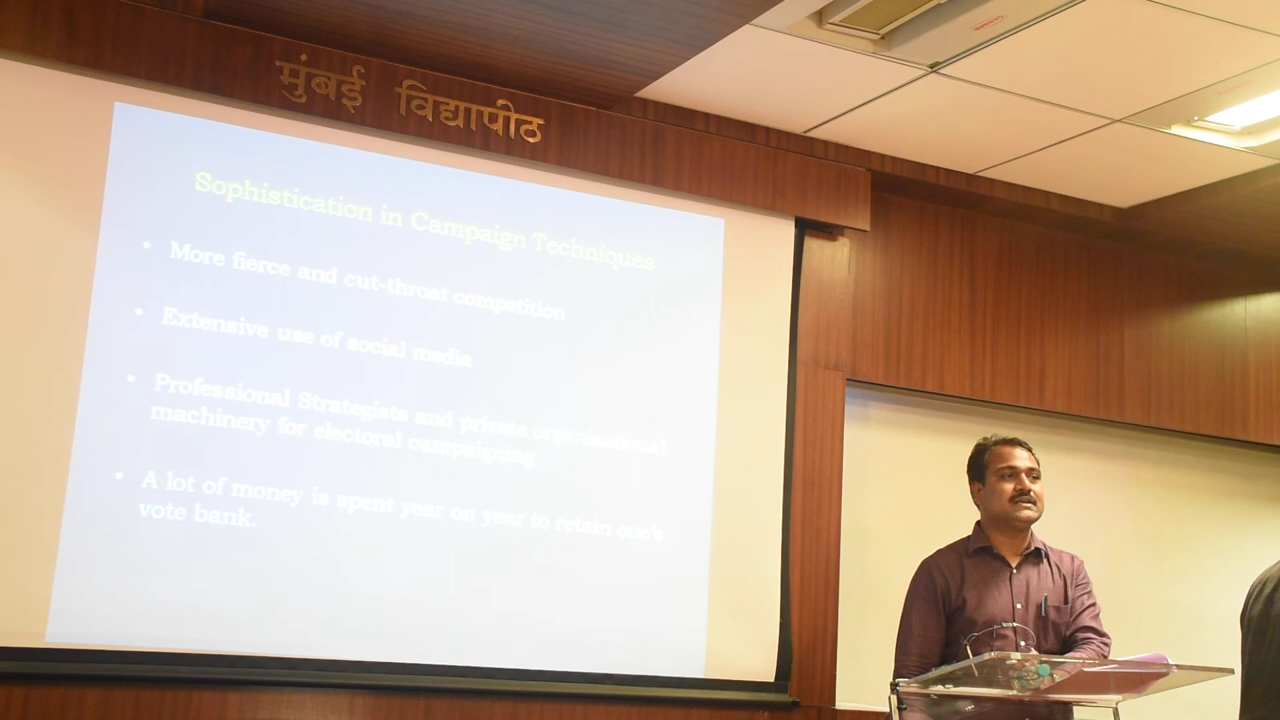 मुंबई विद्यापीठ
Sophistication in Campaign Techniques
• More fierce and cut-throat competition
• Extensive use of social media
• Professional Strategists and private organisational
machinery for electoral campaigning
• A lot of money is spent year on year to retain one's
vote bank.